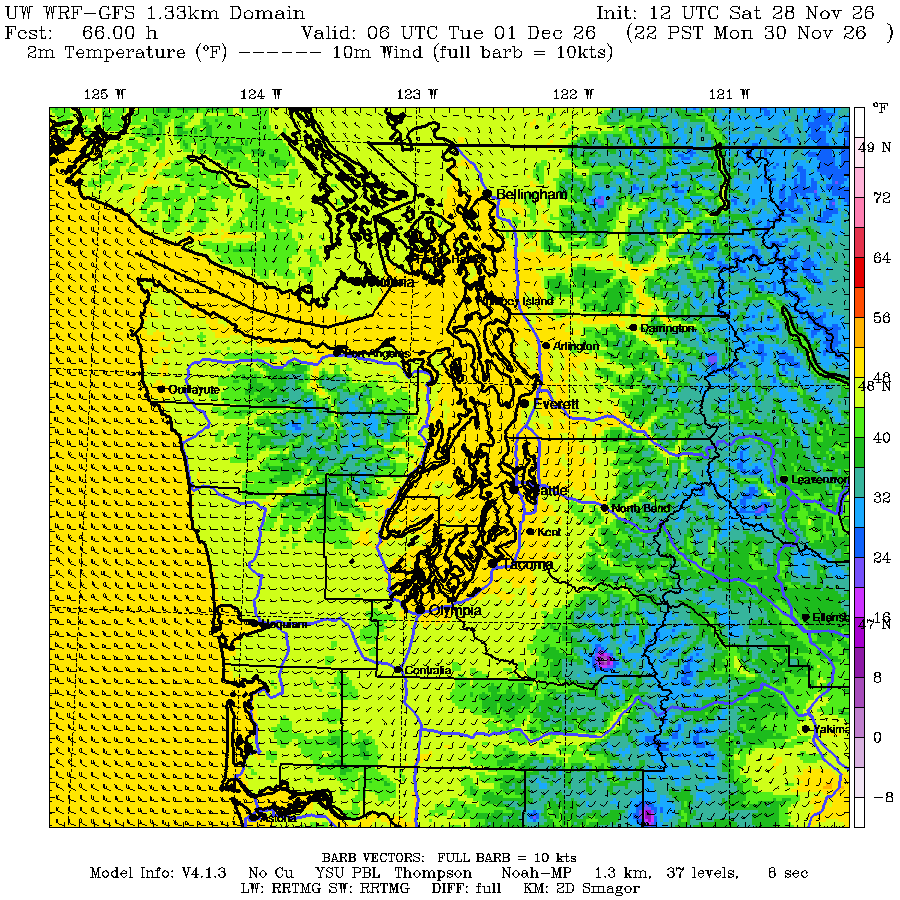 UW WRF-GFS 1.33km Domain Init: 12 UTC Sat 28 Nov 26
Fcst: 66.00 h Valid: 06 UTC Tue 01 Dec 26 (22 PST Mon 30 Nov 26 )
2m Temperature (°F) ------ 10m Wind (full barb = 10kts)
125 W 124 W 123 W 122 W 121 W
°F
49 N
Bellingham
72
64
56
Darrington
Arlington
Port Angeles
48
48 N
Quillayute
Everett
40
Leavenwor
Seattle
32
North Bend
Kent
24
Tacoma
Olympia
16
47 N
Hoquiam
Ellensb
Centralia
8
Yakima
0
Astoria
-8
BARB VECTORS: FULL BARB = 10 kts
Model Info: V4.1.3 No Cu YSU PBL Thompson Noah-MP 1.3 km, 37 levels, 8 sec
LW: RRTMG SW: RRTMG DIFF: full KM: 2D Smagor